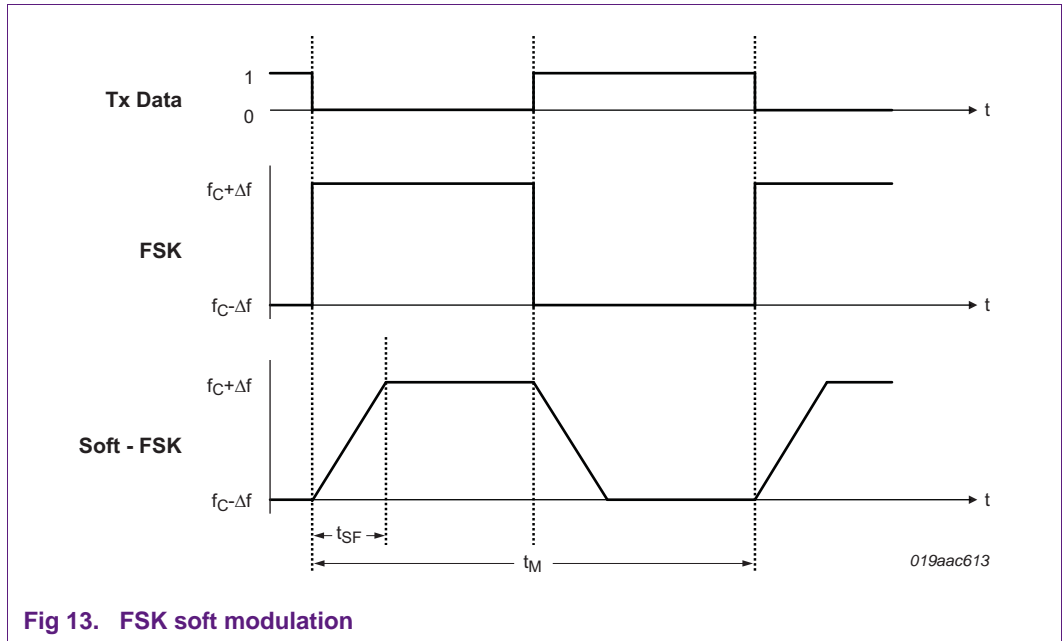 1
Tx Data
0
t
fC+Δf
FSK
fC-Δf
t
fC+Δf
Soft - FSK
fC-Δf
t
tSF
tM
019aac613
Fig 13. FSK soft modulation